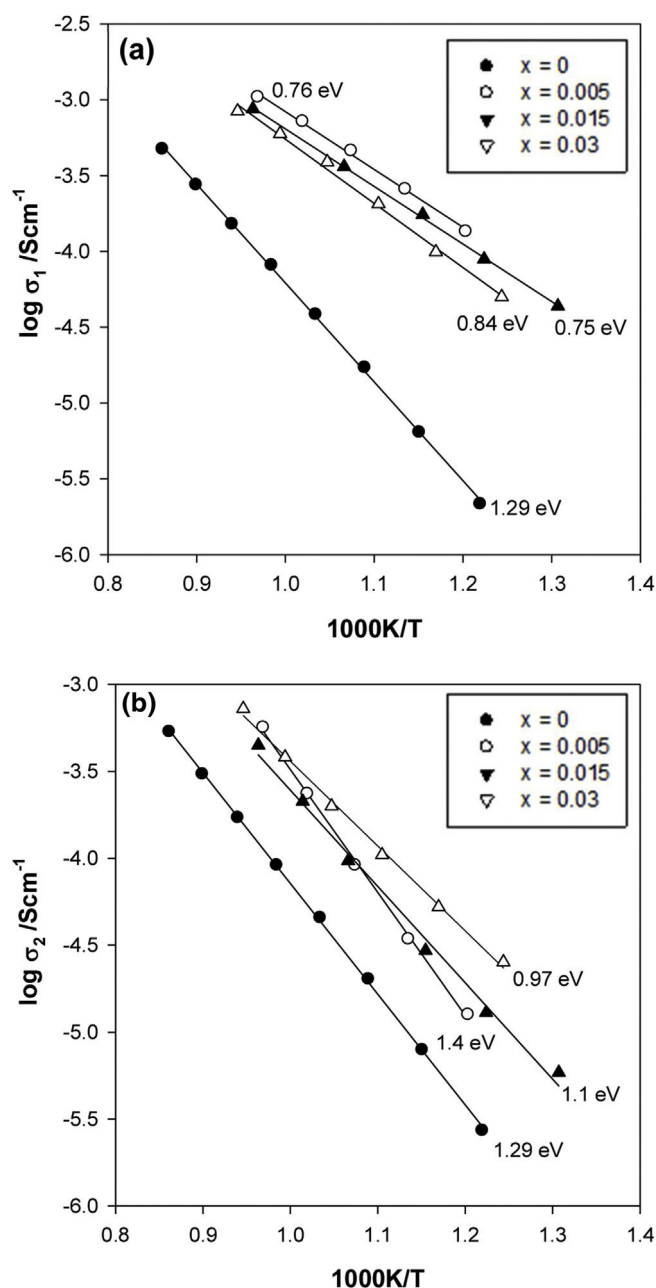 (a)
-2.5
-3.0
-3.5
-4.0
-4.5
-5.0
-5.5
-6.0
log σ₁ /Scm⁻¹
0.76 eV
x = 0
x = 0.005
x = 0.015
x = 0.03
0.84 eV
0.75 eV
1.29 eV
0.8 0.9 1.0 1.1 1.2 1.3 1.4
1000K/T
(b)
-3.0
-3.5
-4.0
-4.5
-5.0
-5.5
-6.0
log σ₂ /Scm⁻¹
x = 0
x = 0.005
x = 0.015
x = 0.03
0.97 eV
1.4 eV
1.1 eV
1.29 eV
0.8 0.9 1.0 1.1 1.2 1.3 1.4
1000K/T